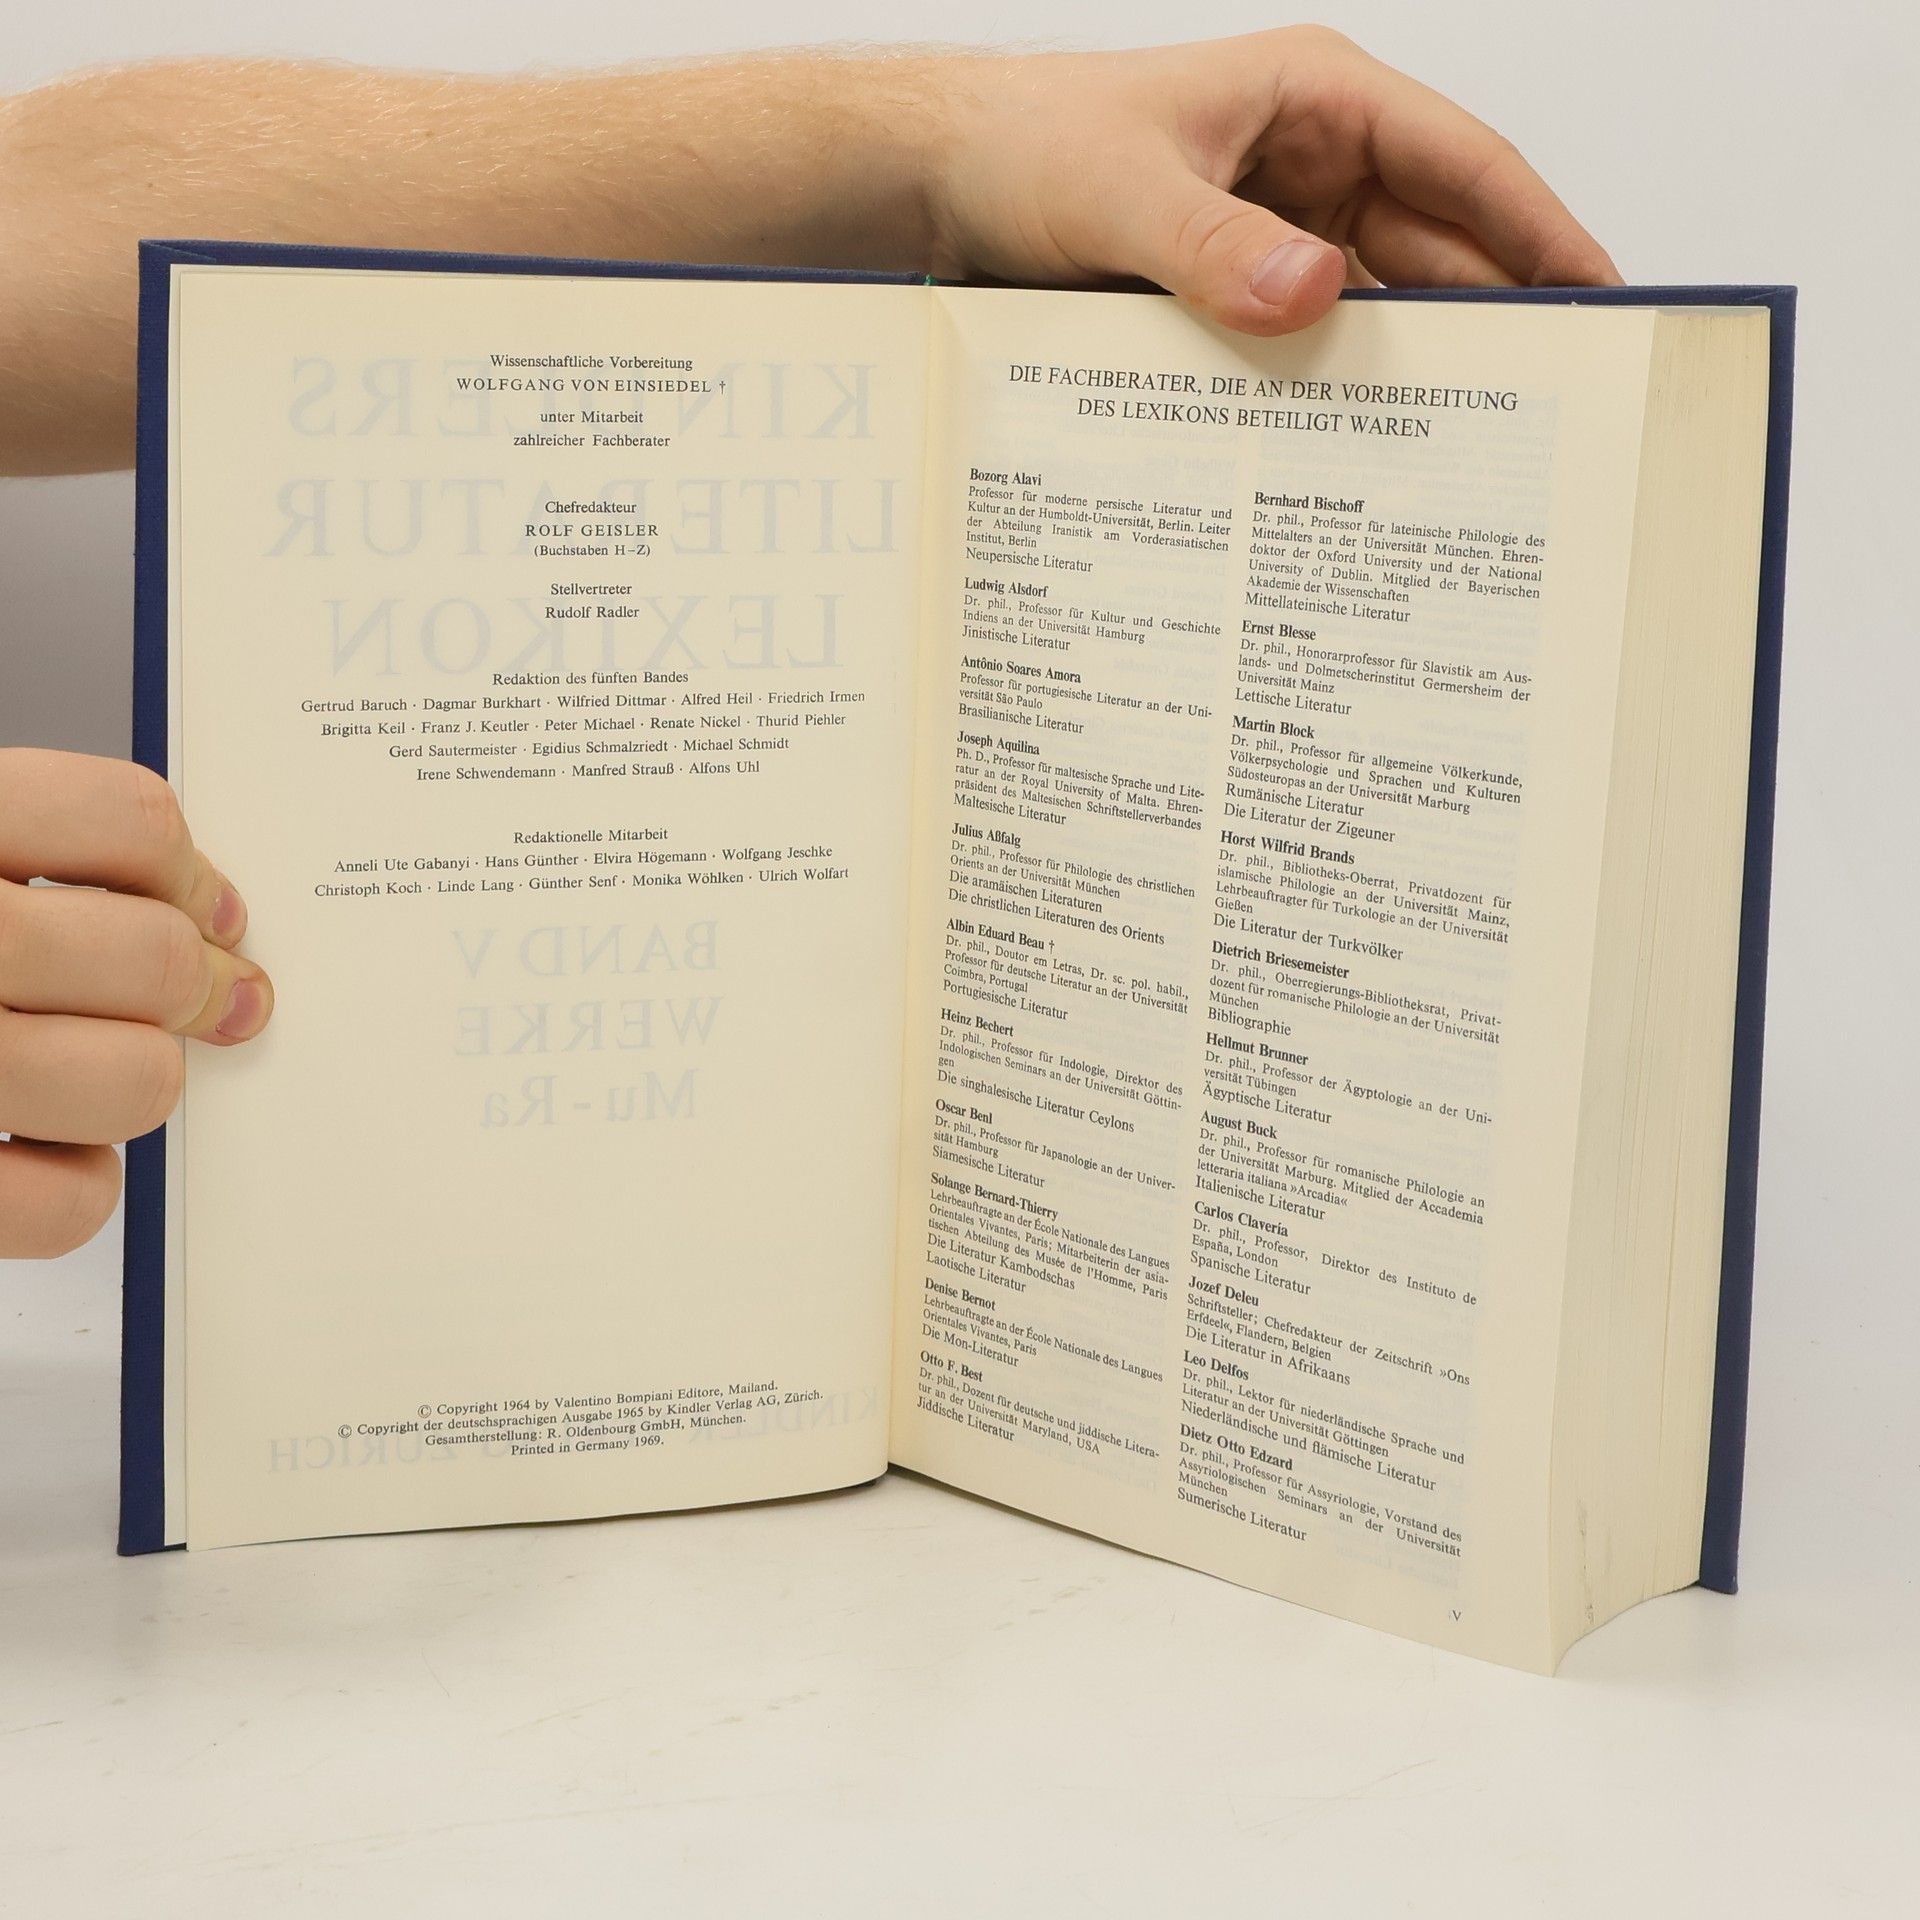 Wissenschaftliche Vorbereitung
WOLFGANG VON EINSIEDEL †
unter Mitarbeit
zahlreicher Fachberater
Chefredakteur
ROLF GEISLER
(Buchstaben H–Z)
Stellvertreter
Rudolf Radler
Redaktion des fünften Bandes
Gertrud Baruch · Dagmar Burkhart · Wilfried Dittmar · Alfred Heil · Friedrich Irmen
Brigitta Keil · Franz J. Keutler · Peter Michael · Renate Nickel · Thurid Piehler
Gerd Sautermeister · Egidius Schmalzriedt · Michael Schmidt
Irene Schwendemann · Manfred Strauß · Alfons Uhl
Redaktionelle Mitarbeit
Anneli Ute Gabanyi · Hans Günther · Elvira Högemann · Wolfgang Jeschke
Christoph Koch · Linde Lang · Günther Senf · Monika Wöhlken · Ulrich Wolfart
© Copyright 1964 by Valentino Bompiani Editore, Mailand.
© Copyright der deutschsprachigen Ausgabe 1965 by Kindler Verlag AG, Zürich.
Gesamtherstellung: R. Oldenbourg GmbH, München.
Printed in Germany 1969.
DIE FACHBERATER, DIE AN DER VORBEREITUNG
DES LEXIKONS BETEILIGT WAREN
Bozorg Alavi
Professor für moderne persische Literatur und
Kultur an der Humboldt-Universität, Berlin. Leiter
der Abteilung Iranistik am Vorderasiatischen
Institut, Berlin
Neupersische Literatur
Ludwig Alsdorf
Dr. phil., Professor für Kultur und Geschichte
Indiens an der Universität Hamburg
Jinistische Literatur
Antônio Soares Amora
Professor für portugiesische Literatur an der Uni-
versität São Paulo
Brasilianische Literatur
Joseph Aquilina
Ph. D., Professor für maltesische Sprache und Lite-
ratur an der Royal University of Malta. Ehren-
präsident des Maltesischen Schriftstellerverbandes
Maltesische Literatur
Julius Aßfalg
Dr. phil., Professor für Philologie des christlichen
Orients an der Universität München
Die aramäischen Literaturen
Die christlichen Literaturen des Orients
Albin Eduard Beau †
Dr. phil., Doutor em Letras, Dr. sc. pol. habil.,
Professor für deutsche Literatur an der Universität
Coimbra, Portugal
Portugiesische Literatur
Heinz Bechert
Dr. phil., Professor für Indologie, Direktor des
Indologischen Seminars an der Universität Göttin-
gen
Die singhalesische Literatur Ceylons
Oscar Benl
Dr. phil., Professor für Japanologie an der Univer-
sität Hamburg
Siamesische Literatur
Solange Bernard-Thierry
Lehrbeauftragte an der École Nationale des Langues
Orientales Vivantes, Paris; Mitarbeiterin der asia-
tischen Abteilung des Musée de l'Homme, Paris
Die Literatur Kambodschas
Laotische Literatur
Denise Bernot
Lehrbeauftragte an der École Nationale des Langues
Orientales Vivantes, Paris
Die Mon-Literatur
Otto F. Best
Dr. phil., Dozent für deutsche und jiddische Litera-
tur an der Universität Maryland, USA
Jiddische Literatur
Bernhard Bischoff
Dr. phil., Professor für lateinische Philologie des
Mittelalters an der Universität München. Ehren-
doktor der Oxford University und der National
University of Dublin. Mitglied der Bayerischen
Akademie der Wissenschaften
Mittellateinische Literatur
Ernst Blesse
Dr. phil., Honorarprofessor für Slavistik am Aus-
lands- und Dolmetscherinstitut Germersheim der
Universität Mainz
Lettische Literatur
Martin Block
Dr. phil., Professor für allgemeine Völkerkunde,
Völkerpsychologie und Sprachen und Kulturen
Südosteuropas an der Universität Marburg
Rumänische Literatur
Die Literatur der Zigeuner
Horst Wilfrid Brands
Dr. phil., Bibliotheks-Oberrat, Privatdozent für
islamische Philologie an der Universität Mainz,
Lehrbeauftragter für Turkologie an der Universität
Gießen
Die Literatur der Turkvölker
Dietrich Briesemeister
Dr. phil., Oberregierungs-Bibliotheksrat, Privat-
dozent für romanische Philologie an der Universität
München
Bibliographie
Hellmut Brunner
Dr. phil., Professor der Ägyptologie an der Uni-
versität Tübingen
Ägyptische Literatur
August Buck
Dr. phil., Professor für romanische Philologie an
der Universität Marburg. Mitglied der Accademia
letteraria italiana »Arcadia«
Italienische Literatur
Carlos Clavería
Dr. phil., Professor, Direktor des Instituto de
España, London
Spanische Literatur
Jozef Deleu
Schriftsteller; Chefredakteur der Zeitschrift »Ons
Erfdeel«, Flandern, Belgien
Die Literatur in Afrikaans
Leo Delfos
Dr. phil., Lektor für niederländische Sprache und
Literatur an der Universität Göttingen
Niederländische und flämische Literatur
Dietz Otto Edzard
Dr. phil., Professor für Assyriologie, Vorstand des
Assyriologischen Seminars an der Universität
München
Sumerische Literatur
V